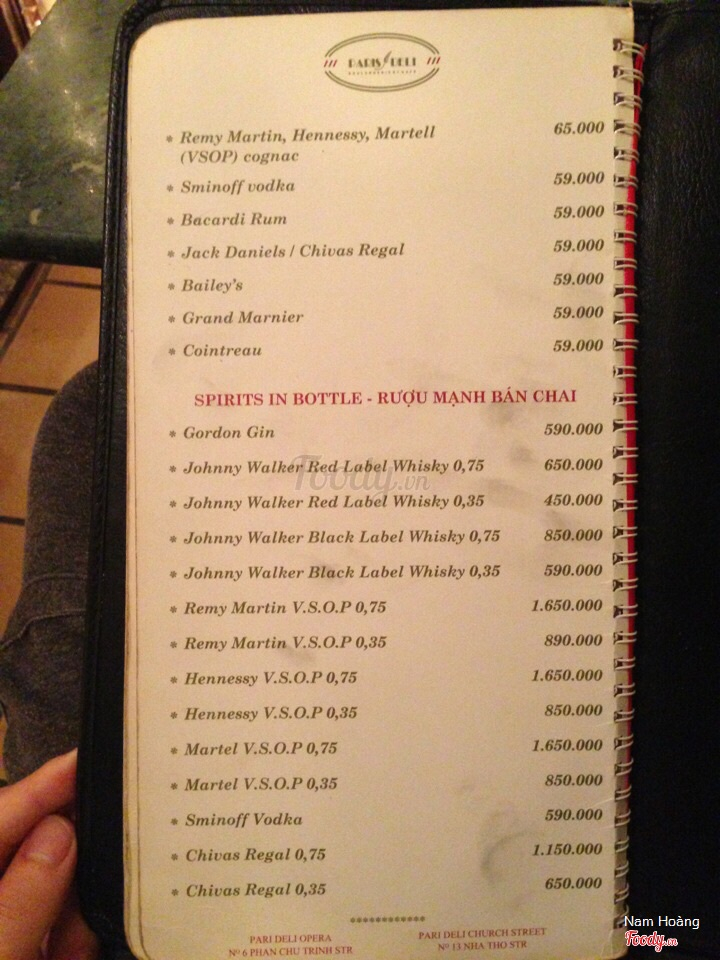 PARIS DELI
Remy Martin, Hennessy, Martell 65.000
(VSOP) cognac
Sminoff vodka 59.000
Bacardi Rum 59.000
Jack Daniels / Chivas Regal 59.000
Bailey's 59.000
Grand Marnier 59.000
Cointreau 59.000
SPIRITS IN BOTTLE - RƯỢU MẠNH BÁN CHAI
Gordon Gin 590.000
Johnny Walker Red Label Whisky 0,75 650.000
Foody.vn
Johnny Walker Red Label Whisky 0,35 450.000
Johnny Walker Black Label Whisky 0,75 850.000
Johnny Walker Black Label Whisky 0,35 590.000
Remy Martin V.S.O.P 0,75 1.650.000
Remy Martin V.S.O.P 0,35 890.000
Hennessy V.S.O.P 0,75 1.650.000
Hennessy V.S.O.P 0,35 850.000
Martel V.S.O.P 0,75 1.650.000
Martel V.S.O.P 0,35 850.000
Sminoff Vodka 590.000
Chivas Regal 0,75 1.150.000
Chivas Regal 0,35 650.000
PARI DELI OPERA
Nº 6 PHAN CHU TRINH STR
PARI DELI CHURCH STREET
Nº 13 NHA THO STR
Nam Hoàng
Foody.vn